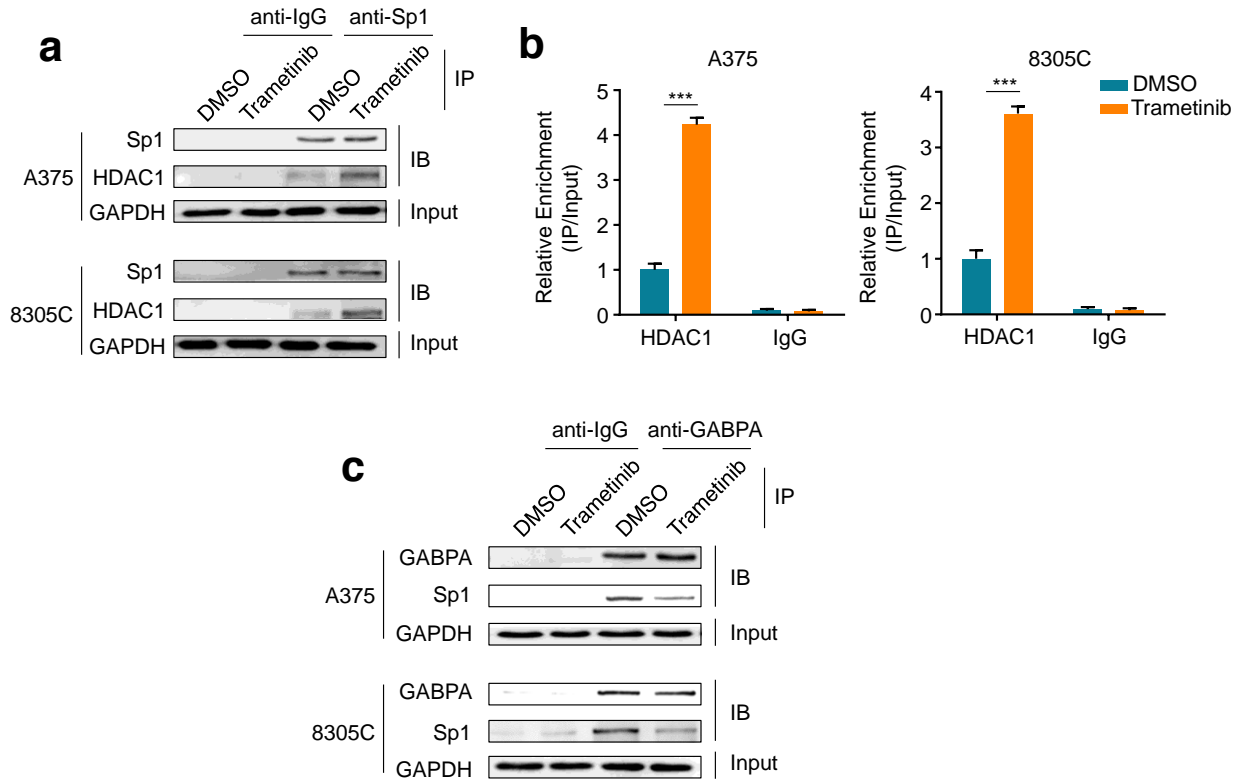 a
anti-IgG anti-Sp1
DMSO Trametinib DMSO Trametinib
IP
A375
Sp1
HDAC1
IB
GAPDH
Input
8305C
Sp1
HDAC1
IB
GAPDH
Input
b
A375
Relative Enrichment
(IP/Input)
5
4
3
2
1
0
***
HDAC1 IgG
8305C
Relative Enrichment
(IP/Input)
4
3
2
1
0
***
HDAC1 IgG
DMSO
Trametinib
c
anti-IgG anti-GABPA
DMSO Trametinib DMSO Trametinib
IP
A375
GABPA
Sp1
IB
GAPDH
Input
8305C
GABPA
Sp1
IB
GAPDH
Input